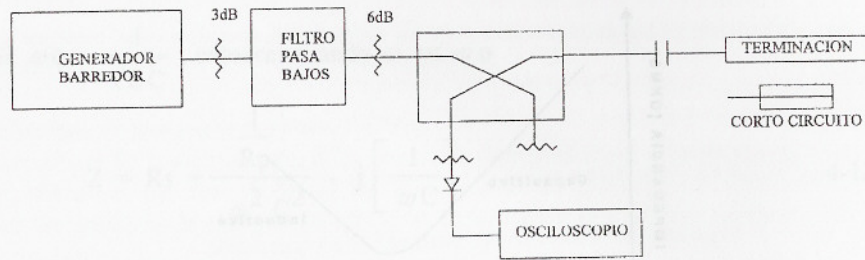 3dB
6dB
GENERADOR
BARREDOR
FILTRO
PASA
BAJOS
TERMINACION
CORTO CIRCUITO
OSCILOSCOPIO